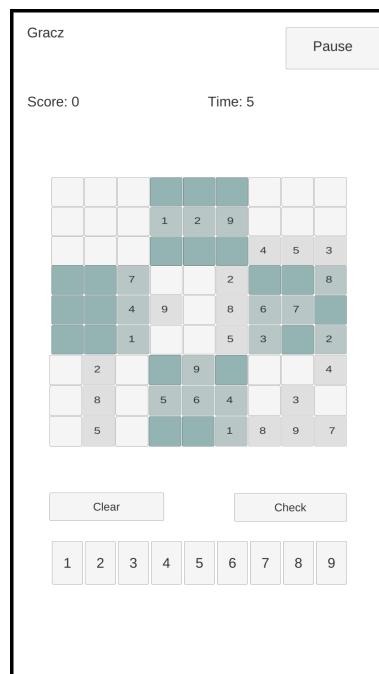 Gracz
Pause
Score: 0 Time: 5
1 2 9
4 5 3
7 2 8
4 9 8 6 7
1 5 3 2
2 9 4
8 5 6 4 3
5 1 8 9 7
Clear Check
1 2 3 4 5 6 7 8 9